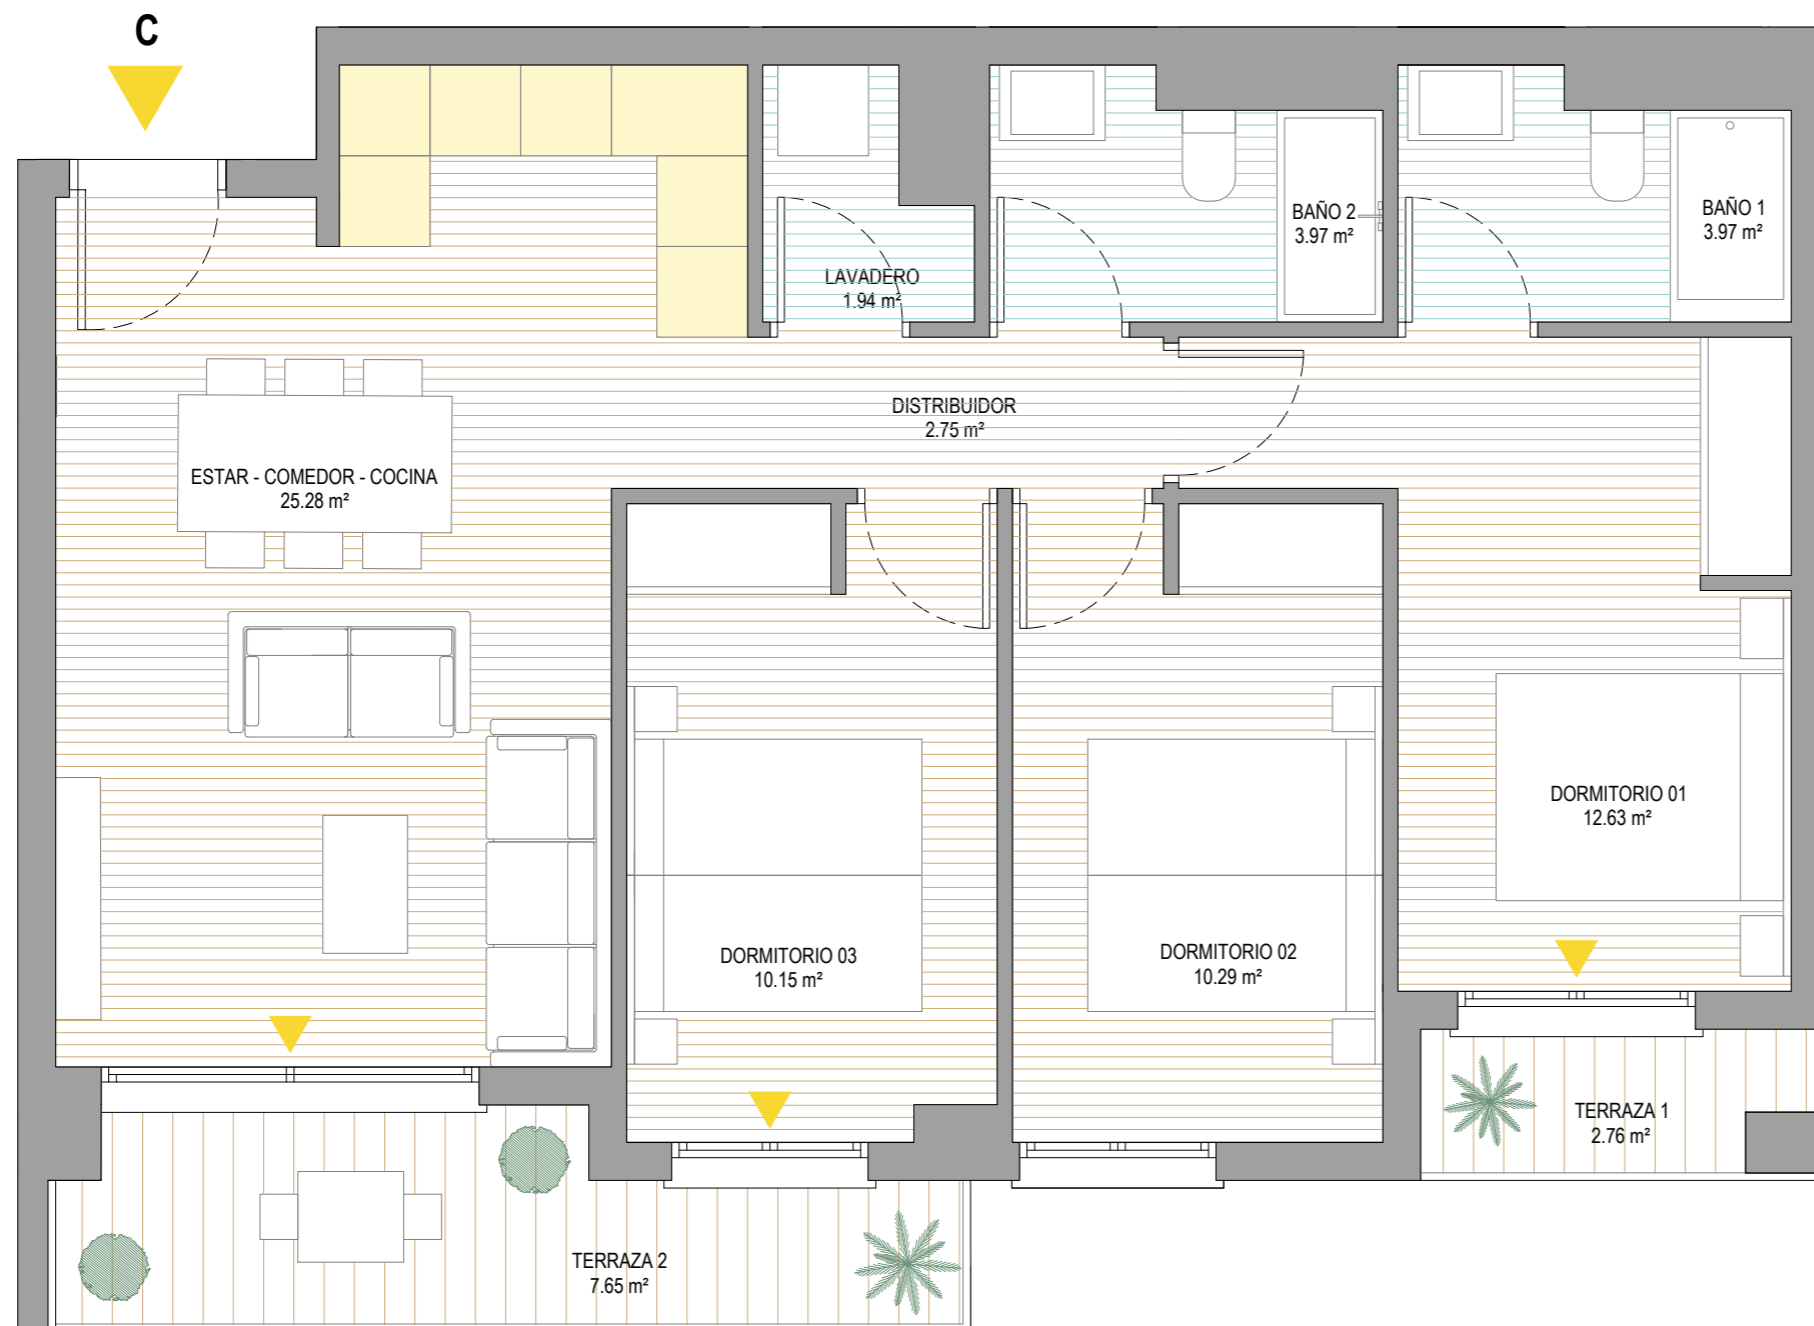 C
BAÑO 2
3.97 m²
BAÑO 1
3.97 m²
LAVADERO
1.94 m²
DISTRIBUIDOR
2.75 m²
ESTAR - COMEDOR - COCINA
25.28 m²
DORMITORIO 01
12.63 m²
DORMITORIO 03
10.15 m²
DORMITORIO 02
10.29 m²
TERRAZA 1
2.76 m²
TERRAZA 2
7.65 m²